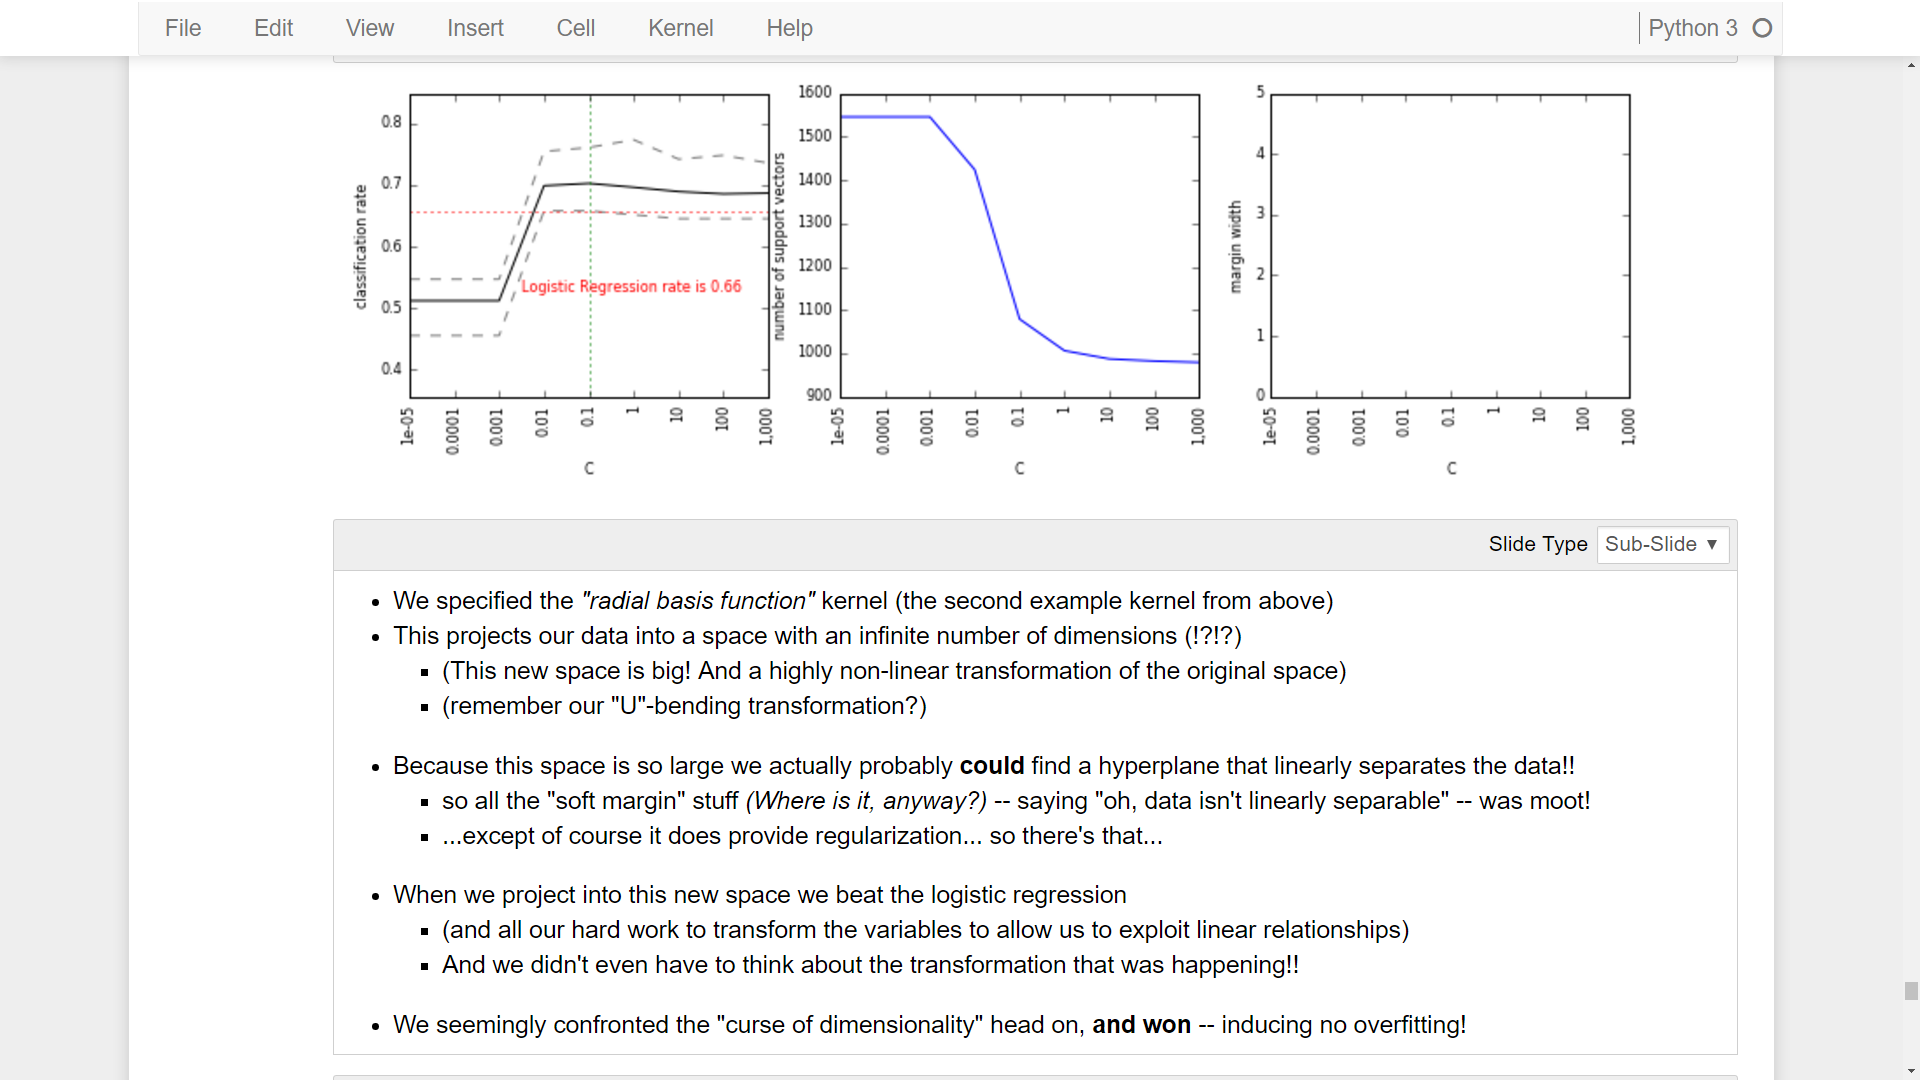 File Edit View Insert Cell Kernel Help Python 3
classification rate
0.8
0.7
0.6
0.5
0.4
Logistic Regression rate is 0.66
1e-05 0.0001 0.001 0.01 0.1 1 10 100 1,000
C
number of support vectors
1600
1500
1400
1300
1200
1100
1000
900
1e-05 0.0001 0.001 0.01 0.1 1 10 100 1,000
C
margin width
5
4
3
2
1
0
1e-05 0.0001 0.001 0.01 0.1 1 10 100 1,000
C
Slide Type Sub-Slide ▼
• We specified the "radial basis function" kernel (the second example kernel from above)
• This projects our data into a space with an infinite number of dimensions (!?!?)
▪ (This new space is big! And a highly non-linear transformation of the original space)
▪ (remember our "U"-bending transformation?)
• Because this space is so large we actually probably could find a hyperplane that linearly separates the data!!
▪ so all the "soft margin" stuff (Where is it, anyway?) -- saying "oh, data isn't linearly separable" -- was moot!
▪ ...except of course it does provide regularization... so there's that...
• When we project into this new space we beat the logistic regression
▪ (and all our hard work to transform the variables to allow us to exploit linear relationships)
▪ And we didn't even have to think about the transformation that was happening!!
• We seemingly confronted the "curse of dimensionality" head on, and won -- inducing no overfitting!